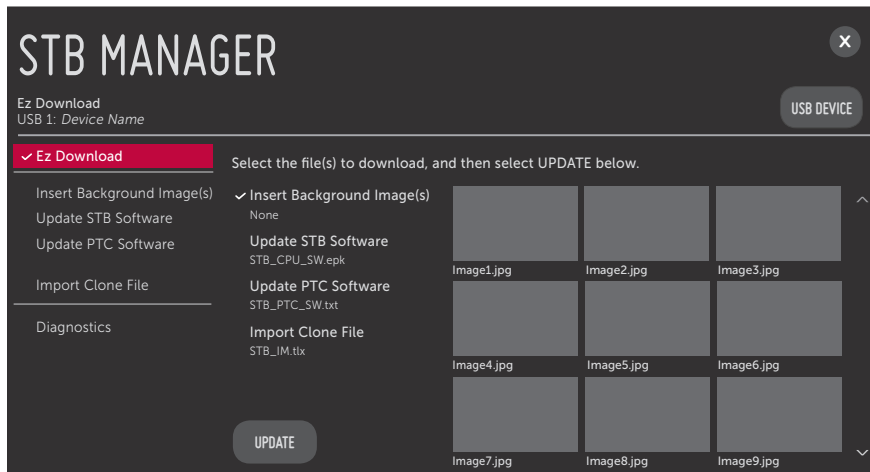 STB MANAGER
X
Ez Download
USB 1: Device Name
USB DEVICE
Ez Download
Insert Background Image(s)
Update STB Software
Update PTC Software
Import Clone File
Diagnostics
Select the file(s) to download, and then select UPDATE below.
Insert Background Image(s)
None
Update STB Software
STB_CPU_SW.epk
Update PTC Software
STB_PTC_SW.txt
Import Clone File
STB_IM.tlx
UPDATE
Image1.jpg Image2.jpg Image3.jpg
Image4.jpg Image5.jpg Image6.jpg
Image7.jpg Image8.jpg Image9.jpg